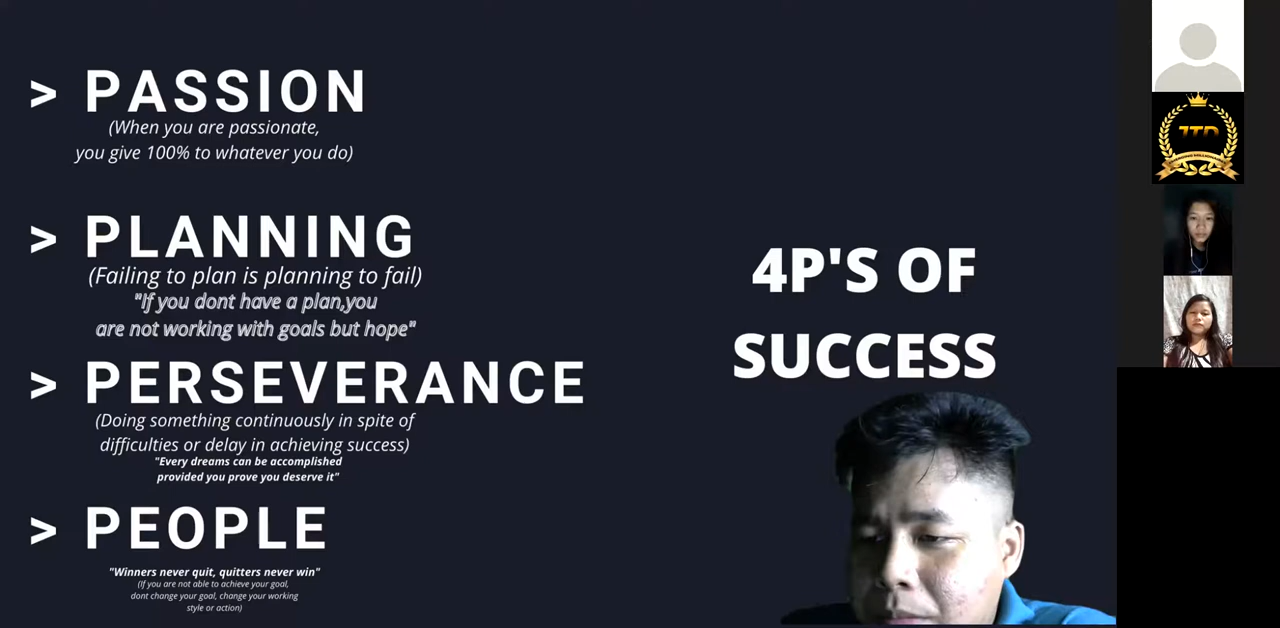 > PASSION
(When you are passionate,
you give 100% to whatever you do)
> PLANNING
(Failing to plan is planning to fail)
"If you dont have a plan,you
are not working with goals but hope"
> PERSEVERANCE
(Doing something continuously in spite of
difficulties or delay in achieving success)
"Every dreams can be accomplished
provided you prove you deserve it"
> PEOPLE
"Winners never quit, quitters never win"
(If you are not able to achieve your goal,
dont change your goal, change your working
style or action)
4P'S OF
SUCCESS